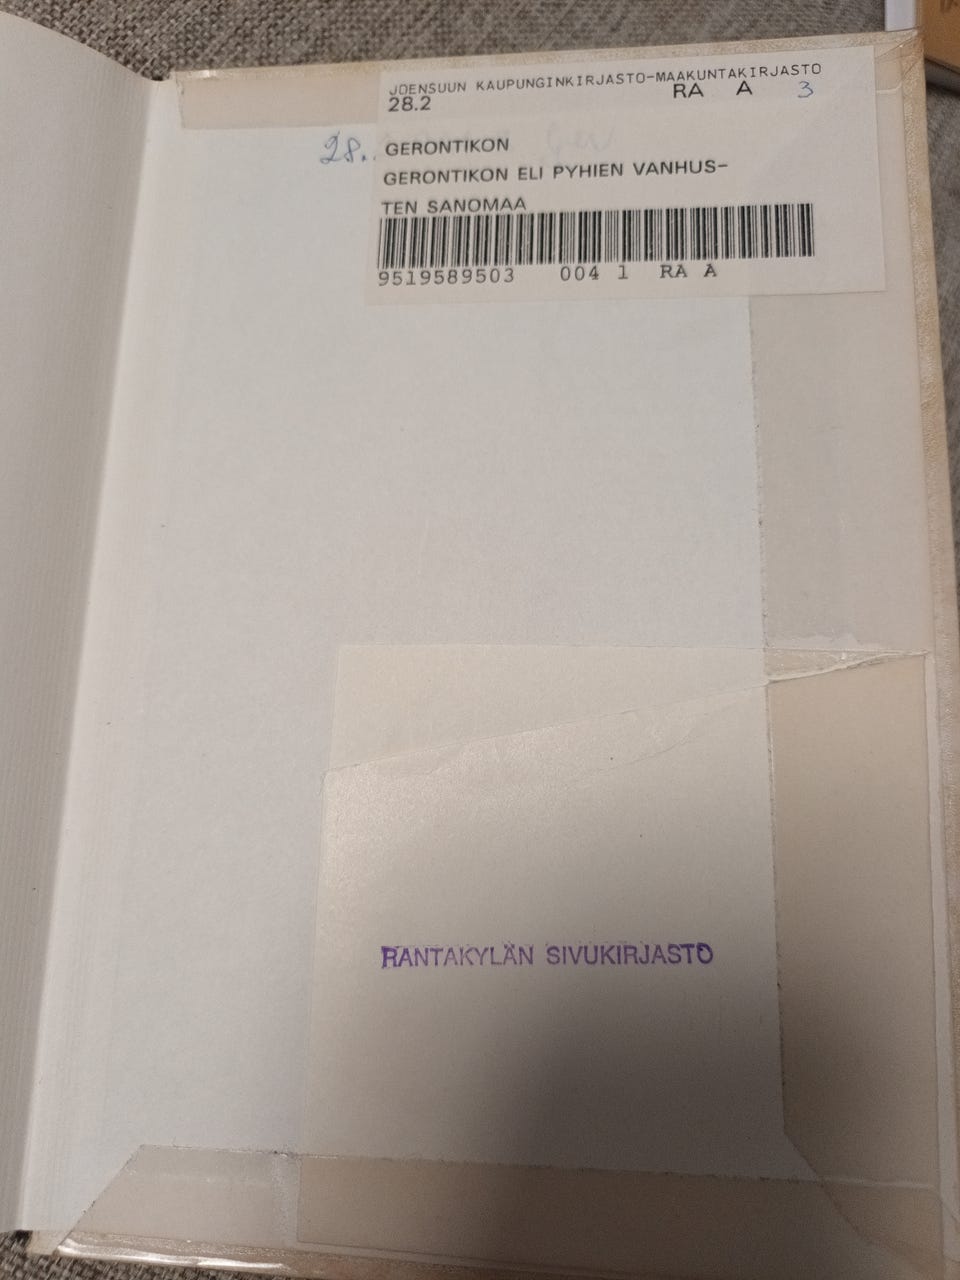 JOENSUUN KAUPUNGINKIRJASTO-MAAKUNTAKIRJASTO
28.2 RA A 3
28.
GERONTIKON
GERONTIKON ELI PYHIEN VANHUS-
TEN SANOMAA
9519589503 004 1 RA A
RANTAKYLÄN SIVUKIRJASTO